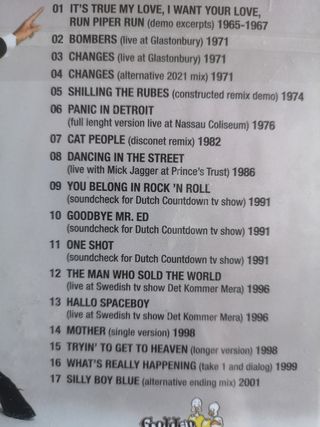 01 IT'S TRUE MY LOVE, I WANT YOUR LOVE,
RUN PIPER RUN (demo excerpts) 1965-1967
02 BOMBERS (live at Glastonbury) 1971
03 CHANGES (live at Glastonbury) 1971
04 CHANGES (alternative 2021 mix) 1971
05 SHILLING THE RUBES (constructed remix demo) 1974
06 PANIC IN DETROIT
(full lenght version live at Nassau Coliseum) 1976
07 CAT PEOPLE (disconet remix) 1982
08 DANCING IN THE STREET
(live with Mick Jagger at Prince's Trust) 1986
09 YOU BELONG IN ROCK 'N ROLL
(soundcheck for Dutch Countdown tv show) 1991
10 GOODBYE MR. ED
(soundcheck for Dutch Countdown tv show) 1991
11 ONE SHOT
(soundcheck for Dutch Countdown tv show) 1991
12 THE MAN WHO SOLD THE WORLD
(live at Swedish tv show Det Kommer Mera) 1996
13 HALLO SPACEBOY
(live at Swedish tv show Det Kommer Mera) 1996
14 MOTHER (single version) 1998
15 TRYIN' TO GET TO HEAVEN (longer version) 1998
16 WHAT'S REALLY HAPPENING (take 1 and dialog) 1999
17 SILLY BOY BLUE (alternative ending mix) 2001
Golden